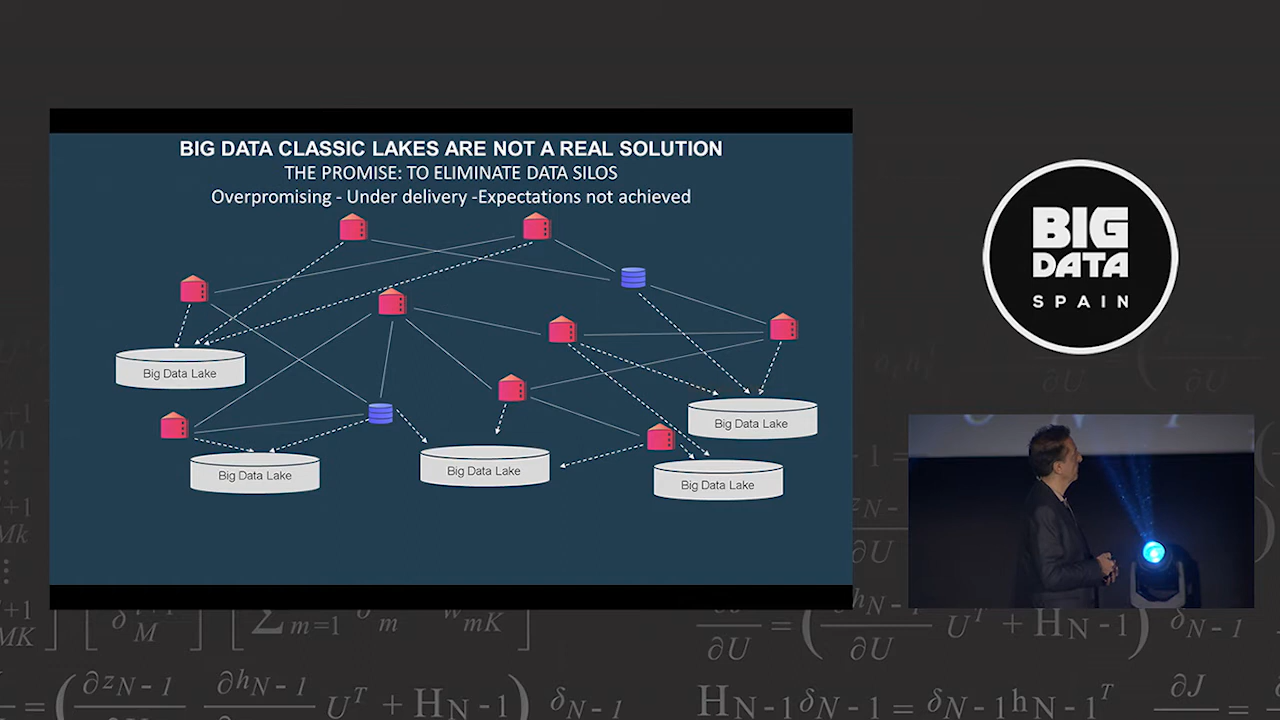 BIG DATA CLASSIC LAKES ARE NOT A REAL SOLUTION
THE PROMISE: TO ELIMINATE DATA SILOS
Overpromising - Under delivery -Expectations not achieved
Big Data Lake
Big Data Lake
Big Data Lake
Big Data Lake
Big Data Lake
BIG
DATA
SPAIN